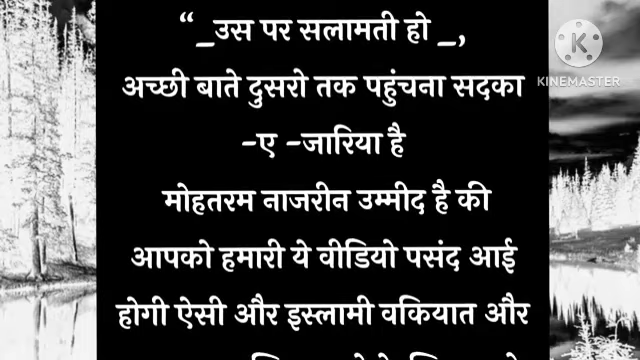 “_उस पर सलामती हो _,
अच्छी बाते दुसरो तक पहुंचना सदका
-ए -जारिया है
मोहतरम नाजरीन उम्मीद है की
आपको हमारी ये वीडियो पसंद आई
होगी ऐसी और इस्लामी वकियात और
KINEMASTER